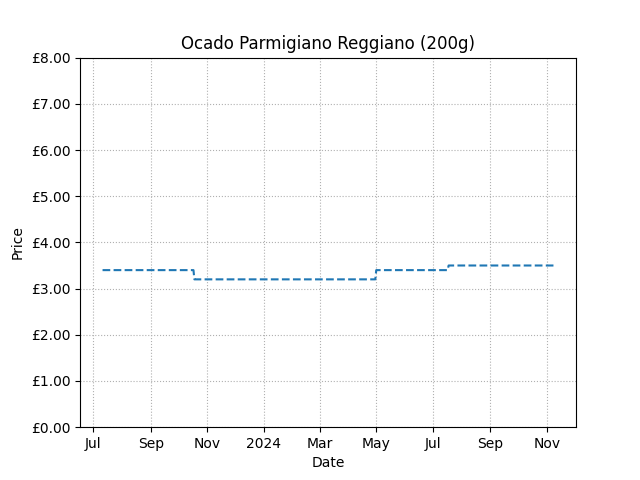 Ocado Parmigiano Reggiano (200g)
£8.00
£7.00
£6.00
£5.00
£4.00
£3.00
£2.00
£1.00
£0.00
Price
Jul Sep Nov 2024 Mar May Jul Sep Nov
Date